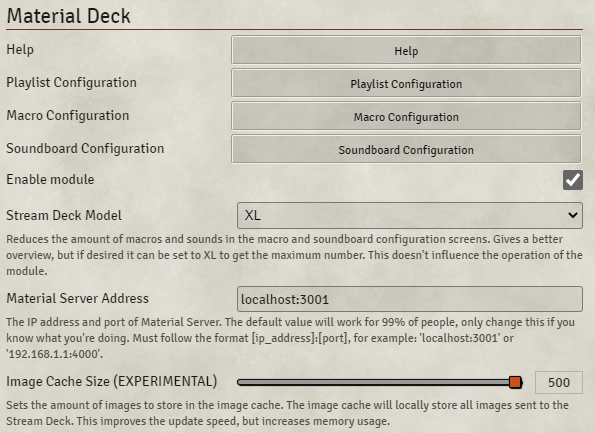 Material Deck
Help
Help
Playlist Configuration
Playlist Configuration
Macro Configuration
Macro Configuration
Soundboard Configuration
Soundboard Configuration
Enable module
Stream Deck Model
XL
Reduces the amount of macros and sounds in the macro and soundboard configuration screens. Gives a better
overview, but if desired it can be set to XL to get the maximum number. This doesn't influence the operation of the
module.
Material Server Address
localhost:3001
The IP address and port of Material Server. The default value will work for 99% of people, only change this if you
know what you're doing. Must follow the format [ip_address]:[port], for example: 'localhost:3001' or
'192.168.1.1:4000'.
Image Cache Size (EXPERIMENTAL)
500
Sets the amount of images to store in the image cache. The image cache will locally store all images sent to the
Stream Deck. This improves the update speed, but increases memory usage.